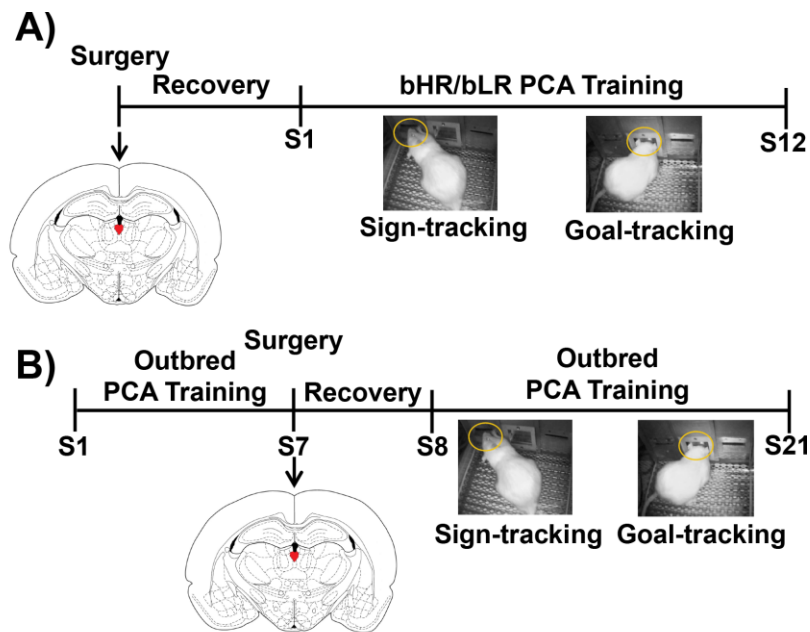 A)
Surgery
Recovery
bHR/bLR PCA Training
S1
S12
Sign-tracking
Goal-tracking
B)
Outbred
PCA Training
Surgery
Recovery
Outbred
PCA Training
S1
S7
S8
S21
Sign-tracking
Goal-tracking